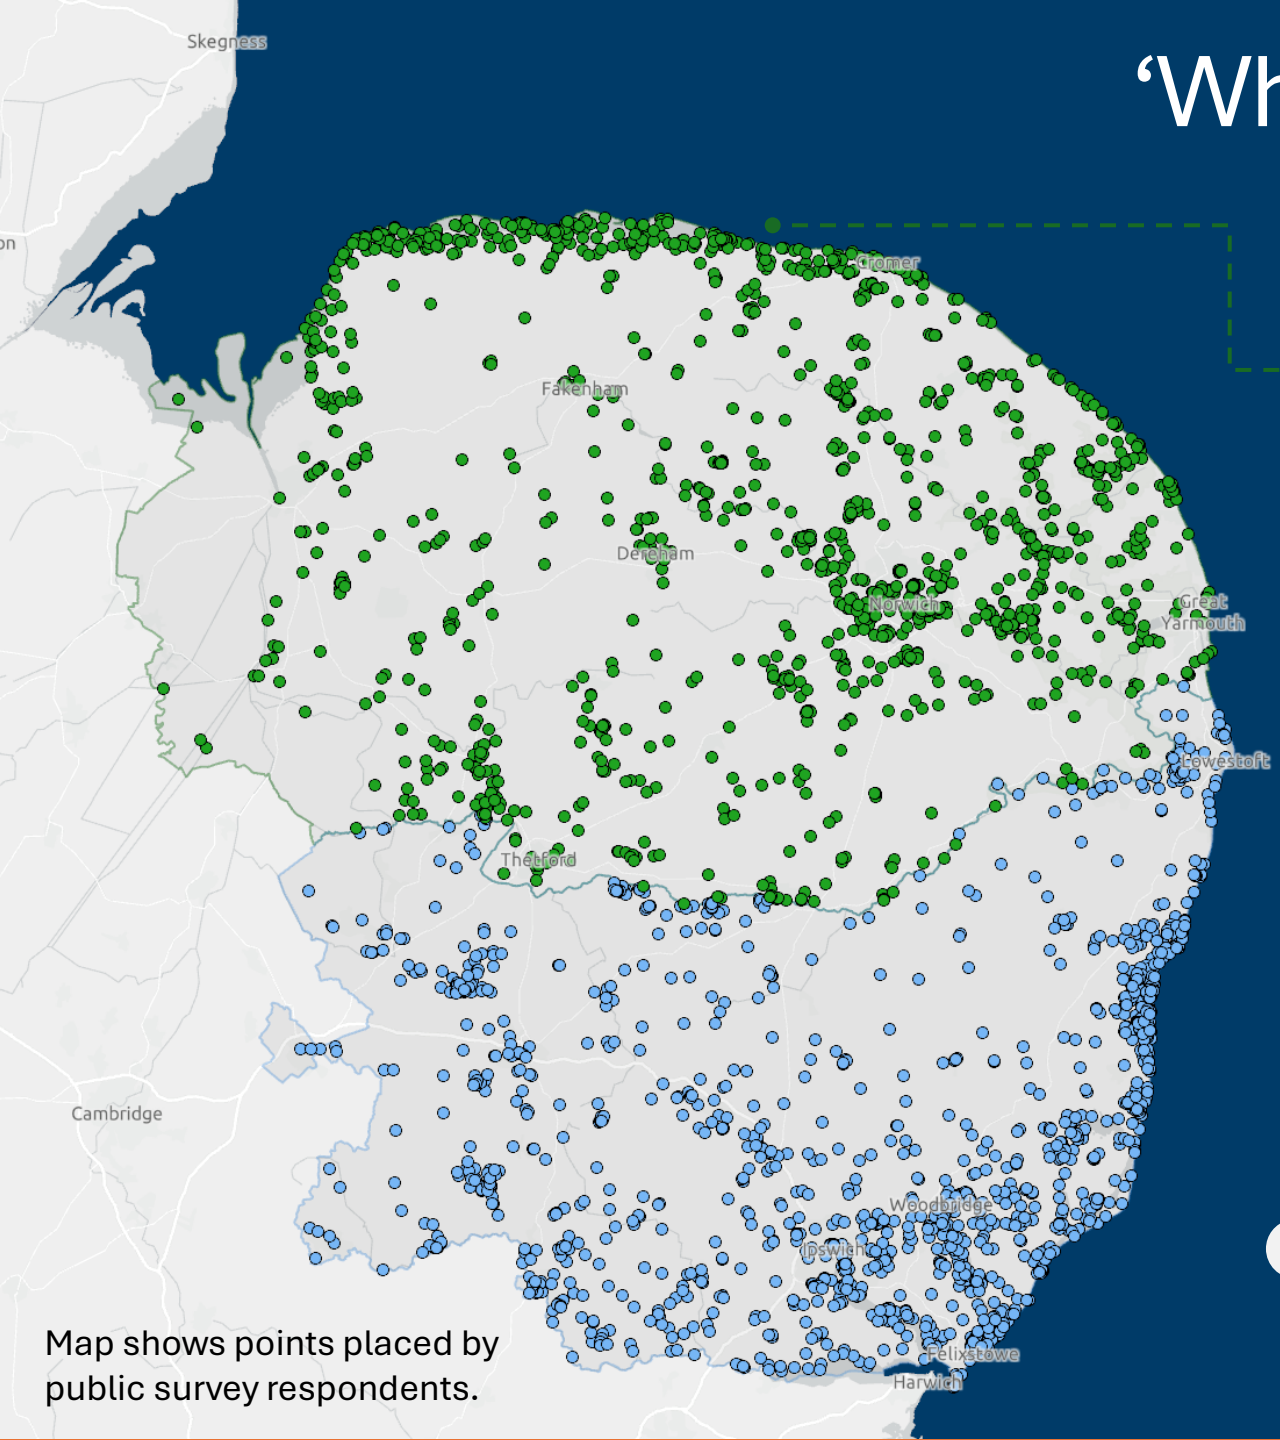 Skegness
‘Wh
on
Cromer
Fakenham
Dereham
Norwich
Great
Yarmouth
Lowestoft
Thetford
Cambridge
Woodbridge
Ipswich
Felixstowe
Harwich
Map shows points placed by
public survey respondents.